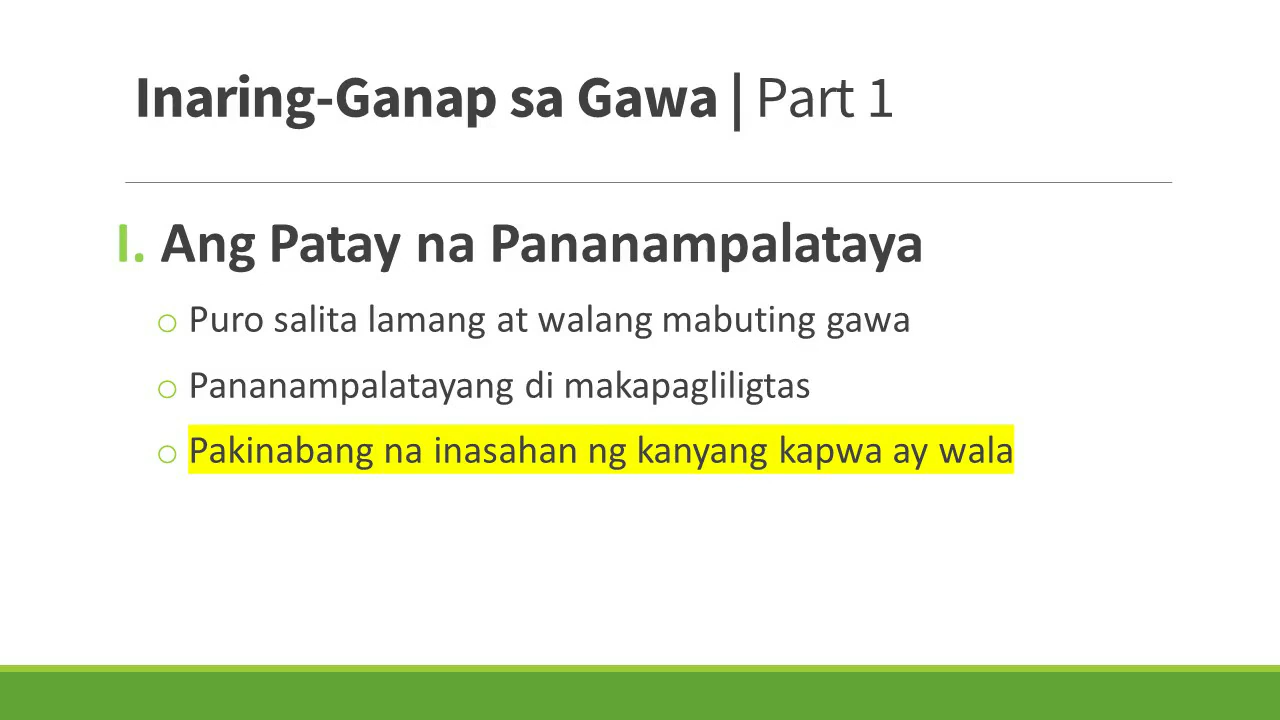 Inaring-Ganap sa Gawa | Part 1
I. Ang Patay na Pananampalataya
o Puro salita lamang at walang mabuting gawa
o Pananampalatayang di makapagliligtas
o Pakinabang na inasahan ng kanyang kapwa ay wala